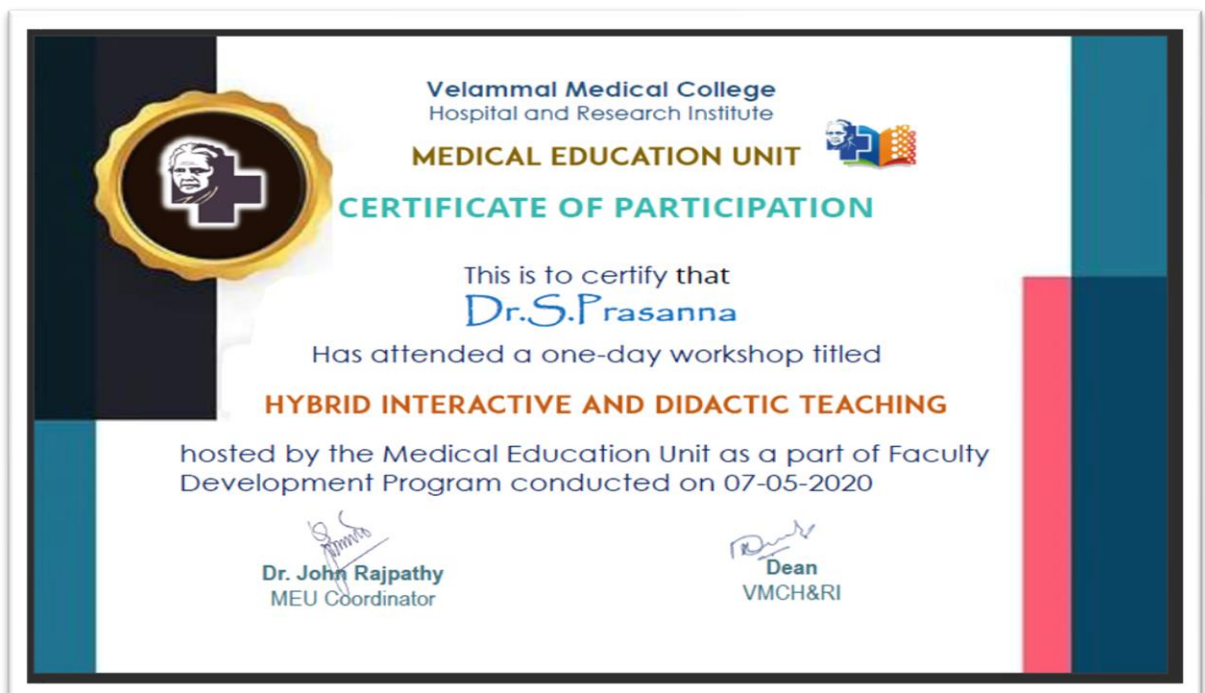 Velammal Medical College
Hospital and Research Institute
MEDICAL EDUCATION UNIT
CERTIFICATE OF PARTICIPATION
This is to certify that
Dr.S.Prasanna
Has attended a one-day workshop titled
HYBRID INTERACTIVE AND DIDACTIC TEACHING
hosted by the Medical Education Unit as a part of Faculty
Development Program conducted on 07-05-2020
Dr. John Rajpathy
MEU Coordinator
Dean
VMCH&RI